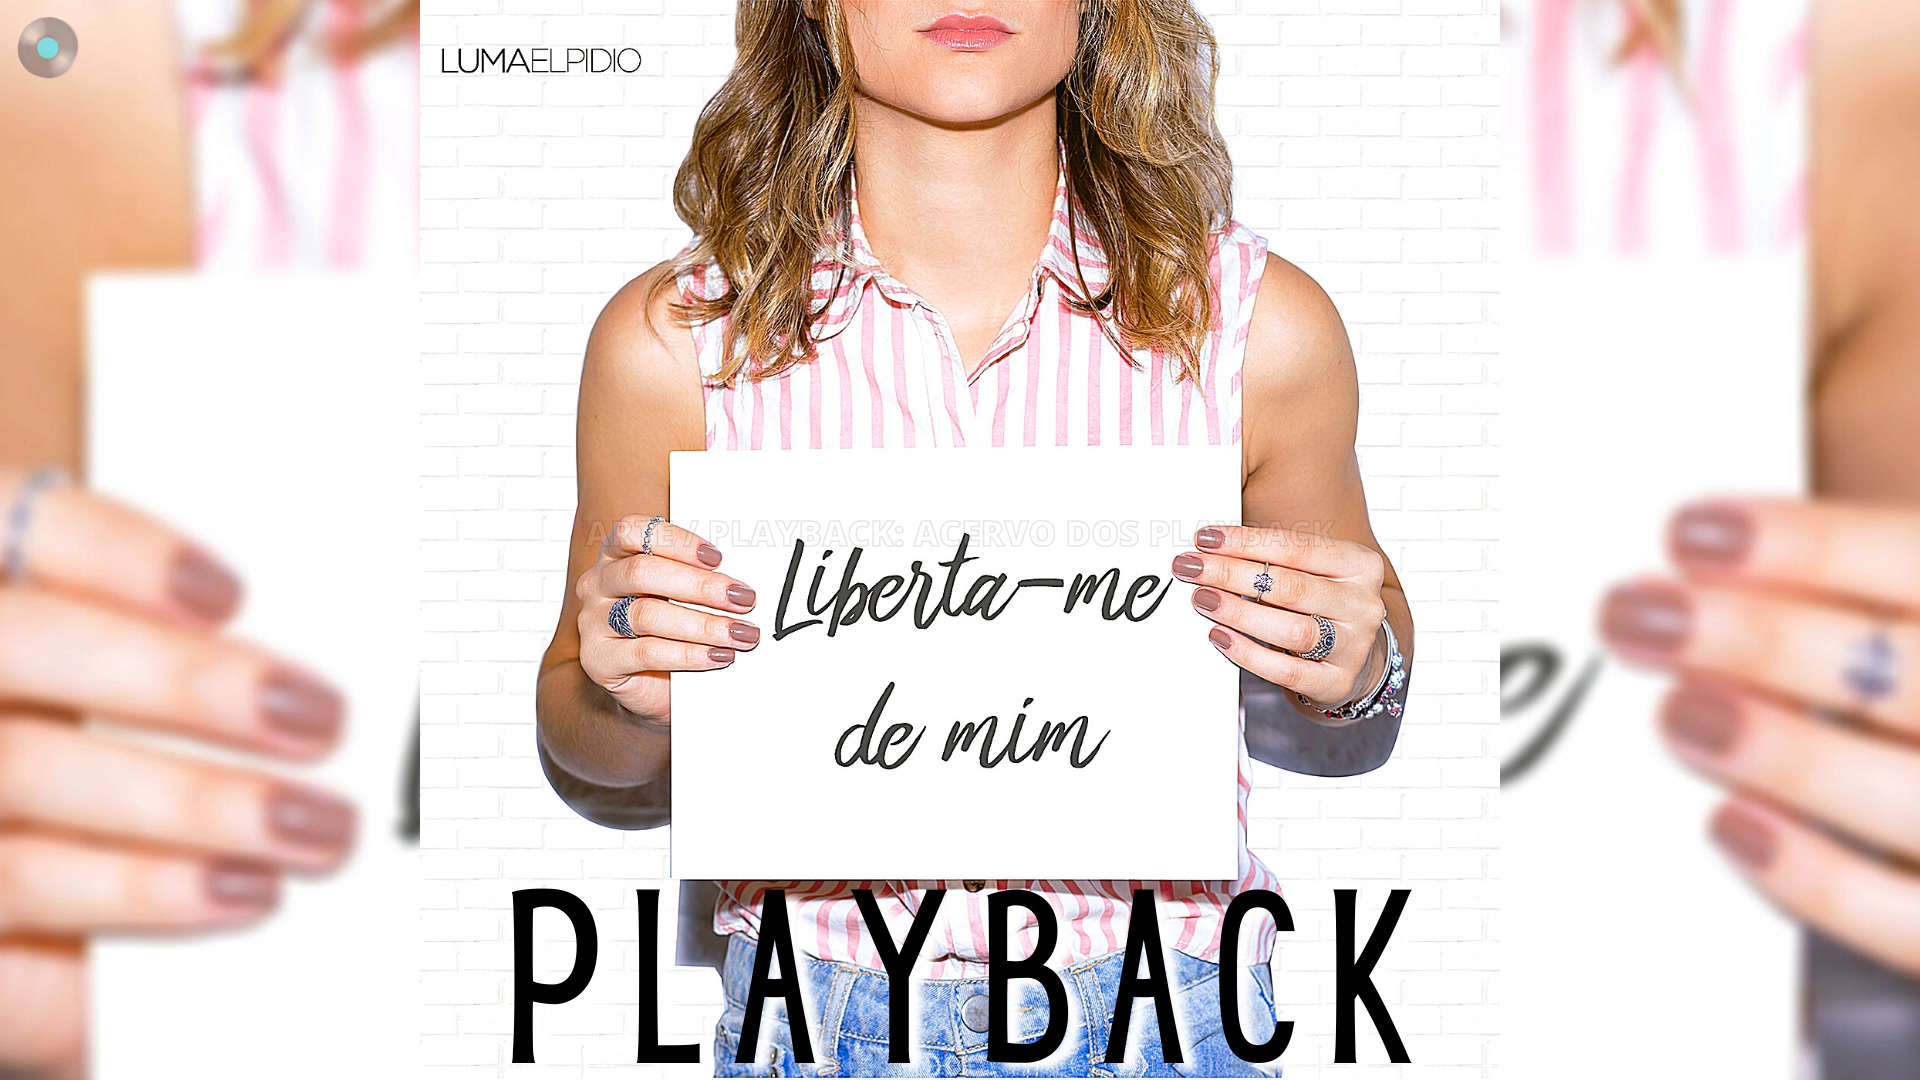 LUMAELPIDIO
ARTE / PLAYBACK: ACERVO DOS PLAYBACK
Liberta-me
de mim
PLAYBACK